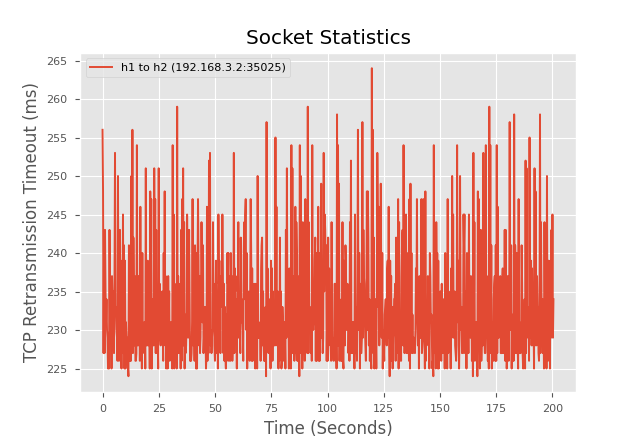 Socket Statistics
h1 to h2 (192.168.3.2:35025)
TCP Retransmission Timeout (ms)
265
260
255
250
245
240
235
230
225
0 25 50 75 100 125 150 175 200
Time (Seconds)